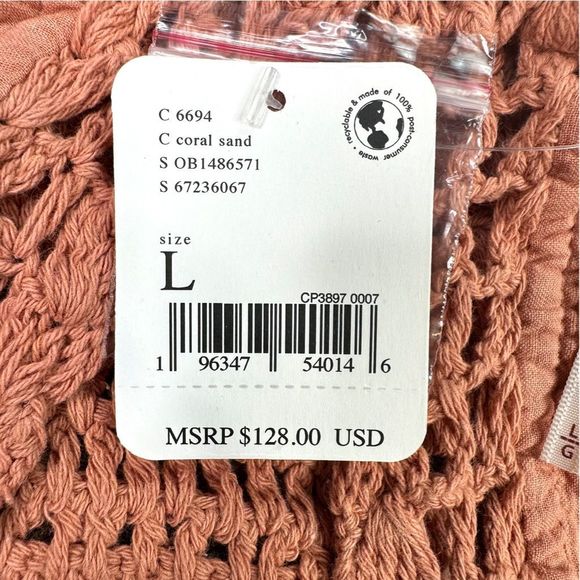 C 6694
C coral sand
S OB1486571
S 67236067
recyclable & made of 100% post-consumer waste •
size
L
CP3897 0007
1 96347 54014 6
MSRP $128.00 USD